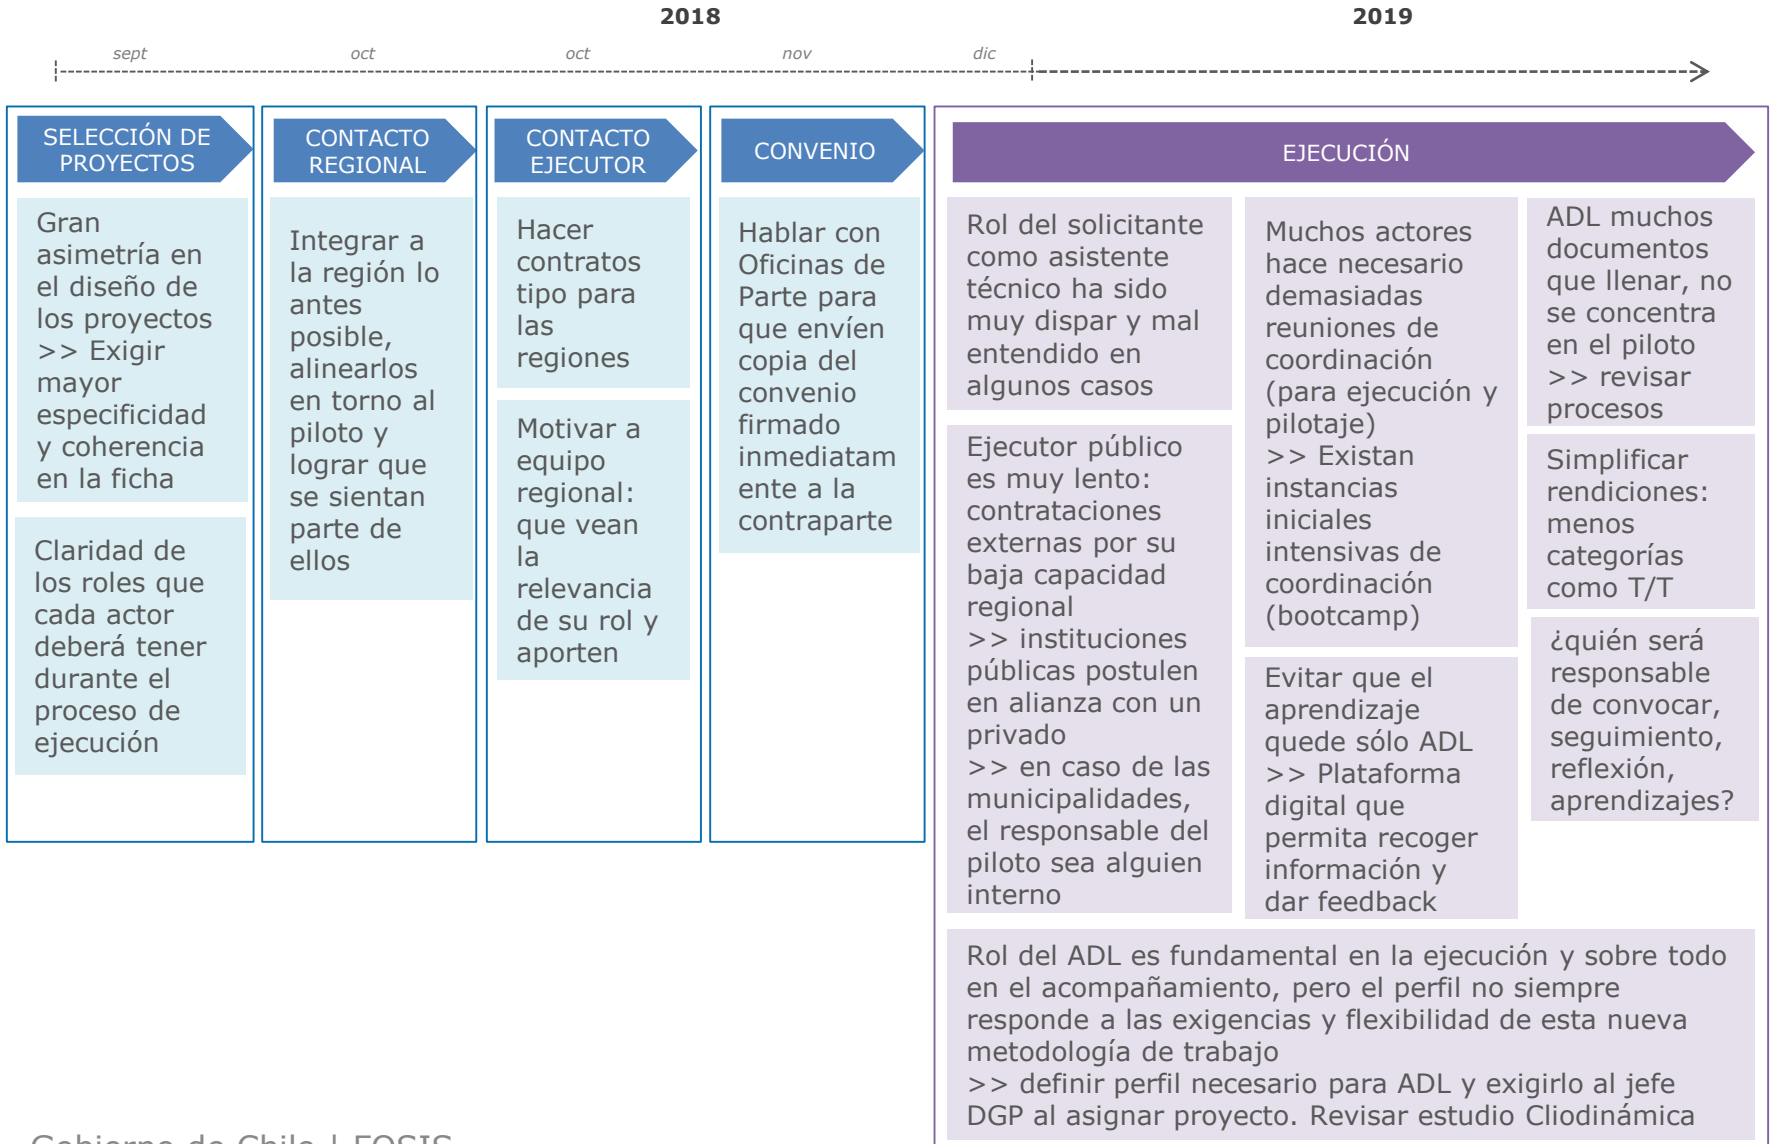 2018
2019
sept
oct
oct
nov
dic
SELECCIÓN DE
PROYECTOS
CONTACTO
REGIONAL
CONTACTO
EJECUTOR
CONVENIO
EJECUCIÓN
Gran
asimetría en
el diseño de
los proyectos
>> Exigir
mayor
especificidad
y coherencia
en la ficha
Claridad de
los roles que
cada actor
deberá tener
durante el
proceso de
ejecución
Integrar a
la región lo
antes
posible,
alinearlos
en torno al
piloto y
lograr que
se sientan
parte de
ellos
Hacer
contratos
tipo para
las
regiones
Motivar a
equipo
regional:
que vean
la
relevancia
de su rol y
aporten
Hablar con
Oficinas de
Parte para
que envíen
copia del
convenio
firmado
inmediatam
ente a la
contraparte
Rol del solicitante
como asistente
técnico ha sido
muy dispar y mal
entendido en
algunos casos
Ejecutor público
es muy lento:
contrataciones
externas por su
baja capacidad
regional
>> instituciones
públicas postulen
en alianza con un
privado
>> en caso de las
municipalidades,
el responsable del
piloto sea alguien
interno
Muchos actores
hace necesario
demasiadas
reuniones de
coordinación
(para ejecución y
pilotaje)
>> Existan
instancias
iniciales
intensivas de
coordinación
(bootcamp)
Evitar que el
aprendizaje
quede sólo ADL
>> Plataforma
digital que
permita recoger
información y
dar feedback
ADL muchos
documentos
que llenar, no
se concentra
en el piloto
>> revisar
procesos
Simplificar
rendiciones:
menos
categorías
como T/T
¿quién será
responsable
de convocar,
seguimiento,
reflexión,
aprendizajes?
Rol del ADL es fundamental en la ejecución y sobre todo
en el acompañamiento, pero el perfil no siempre
responde a las exigencias y flexibilidad de esta nueva
metodología de trabajo
>> definir perfil necesario para ADL y exigirlo al jefe
DGP al asignar proyecto. Revisar estudio Cliodinámica
Gobierno de Chile | FOSIS